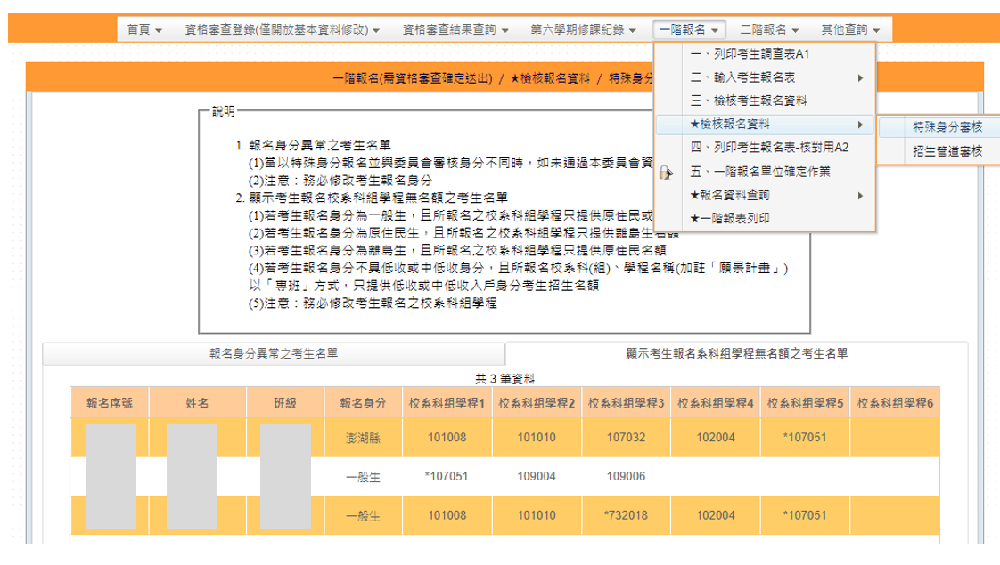 首頁 資格審查登錄(僅開放基本資料修改) 資格審查結果查詢 第六學期修課紀錄 一階報名 二階報名 其他查詢
一、列印考生調查表A1
二、輸入考生報名表
三、檢核考生報名資料
★檢核報名資料
四、列印考生報名表-核對用A2
五、一階報名單位確定作業
★報名資料查詢
★一階報表列印
特殊身分審核
招生管道審核
一階報名(需資格審查確定送出) / ★檢核報名資料 / 特殊身分
說明
1. 報名身分異常之考生名單
(1)當以特殊身分報名並與委員會審核身分不同時，如未通過本委員會資
(2)注意：務必修改考生報名身分
2. 顯示考生報名校系科組學程無名額之考生名單
(1)若考生報名身分為一般生，且所報名之校系科組學程只提供原住民或
(2)若考生報名身分為原住民生，且所報名之校系科組學程只提供離島生名額
(3)若考生報名身分為離島生，且所報名之校系科組學程只提供原住民名額
(4)若考生報名身分不具低收或中低收身分，且所報名校系科(組)、學程名稱(加註「願景計畫」)
以「專班」方式，只提供低收或中低收入戶身分考生招生名額
(5)注意：務必修改考生報名之校系科組學程
報名身分異常之考生名單 顯示考生報名系科組學程無名額之考生名單
共 3 筆資料
報名序號 姓名 班級 報名身分 校系科組學程1 校系科組學程2 校系科組學程3 校系科組學程4 校系科組學程5 校系科組學程6
澎湖縣 101008 101010 107032 102004 *107051
一般生 *107051 109004 109006
一般生 101008 101010 *732018 102004 *107051